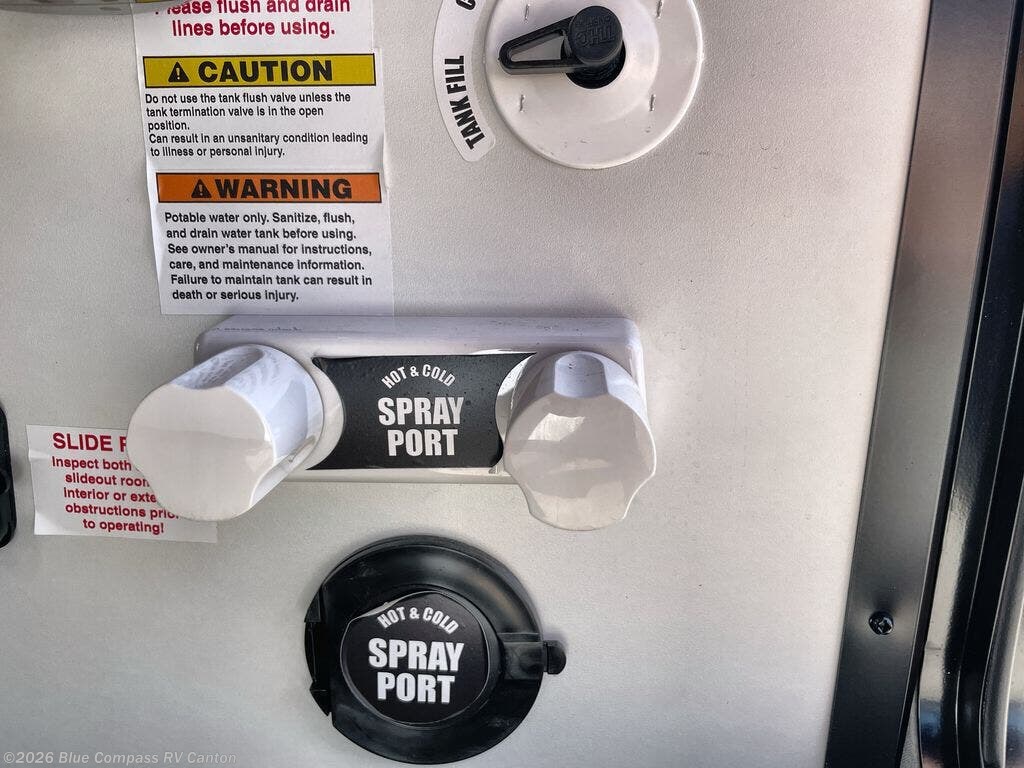 Please flush and drain
lines before using.
CAUTION
Do not use the tank flush valve unless the
tank termination valve is in the open
position.
Can result in an unsanitary condition leading
to illness or personal injury.
WARNING
Potable water only. Sanitize, flush,
and drain water tank before using.
See owner's manual for instructions,
care, and maintenance information.
Failure to maintain tank can result in
death or serious injury.
TANK FILL
HOT & COLD
SPRAY
PORT
SLIDE
Inspect both
slideout
interior or
obstructions
to operating!
HOT & COLD
SPRAY
PORT
©2026 Blue Compass RV Canton